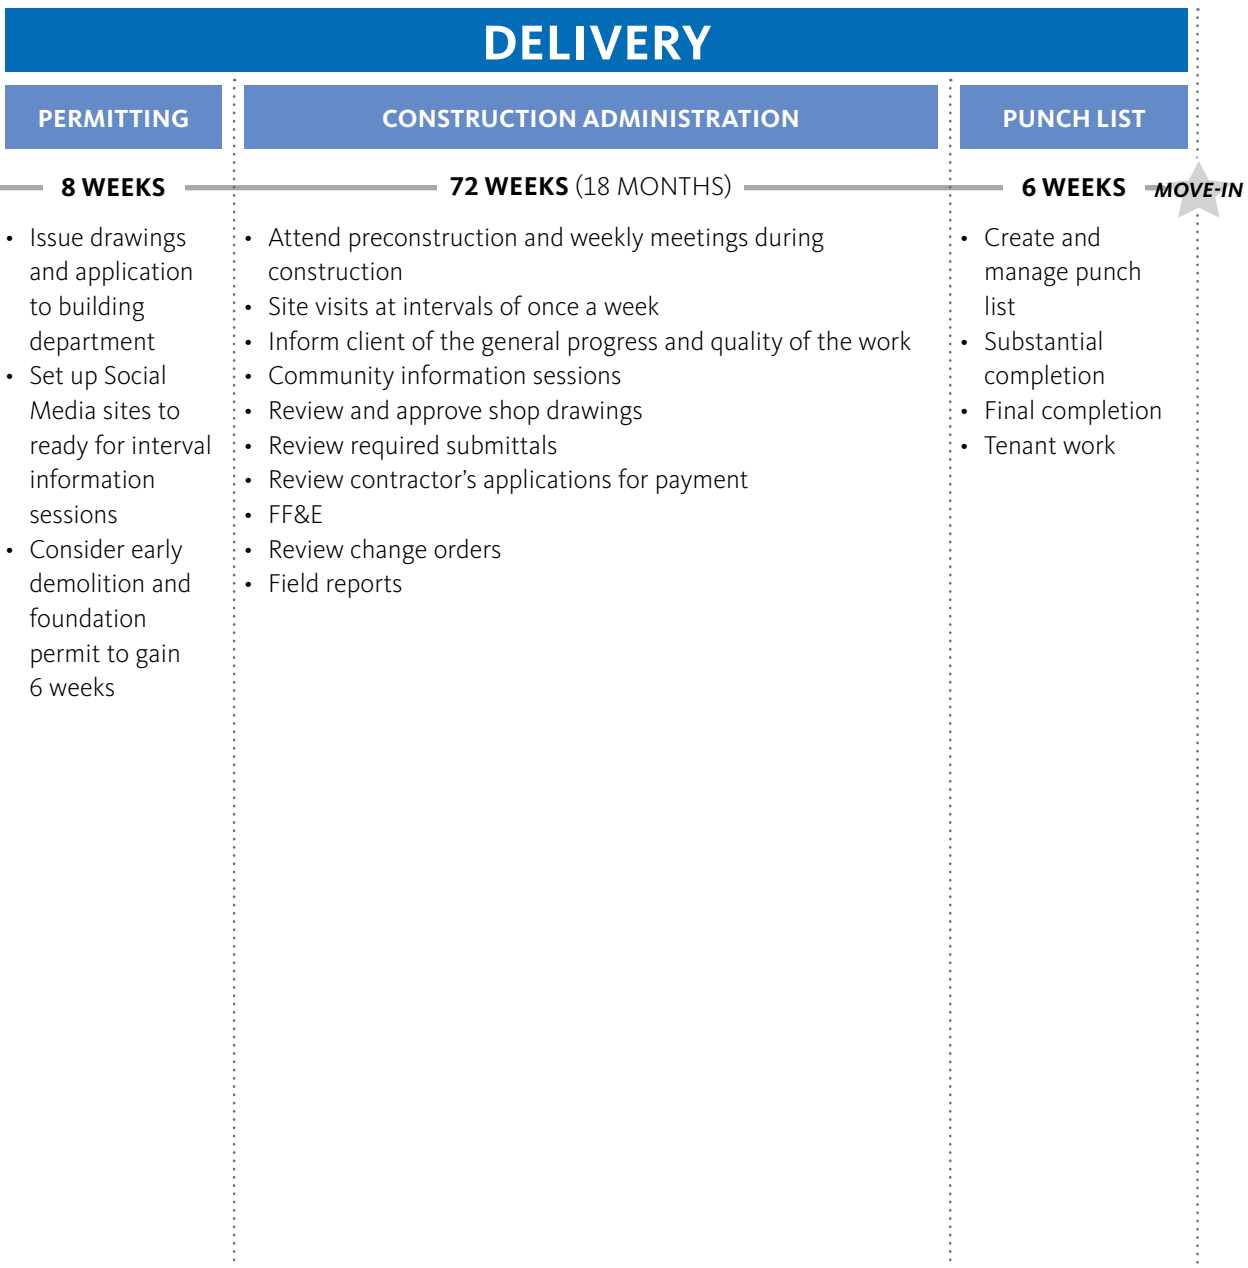 DELIVERY
PERMITTING
CONSTRUCTION ADMINISTRATION
PUNCH LIST
8 WEEKS
72 WEEKS (18 MONTHS)
6 WEEKS
MOVE-IN
• Issue drawings
and application
to building
department
• Set up Social
Media sites to
ready for interval
information
sessions
• Consider early
demolition and
foundation
permit to gain
6 weeks
• Attend preconstruction and weekly meetings during
construction
• Site visits at intervals of once a week
• Inform client of the general progress and quality of the work
• Community information sessions
• Review and approve shop drawings
• Review required submittals
• Review contractor’s applications for payment
• FF&E
• Review change orders
• Field reports
• Create and
manage punch
list
• Substantial
completion
• Final completion
• Tenant work